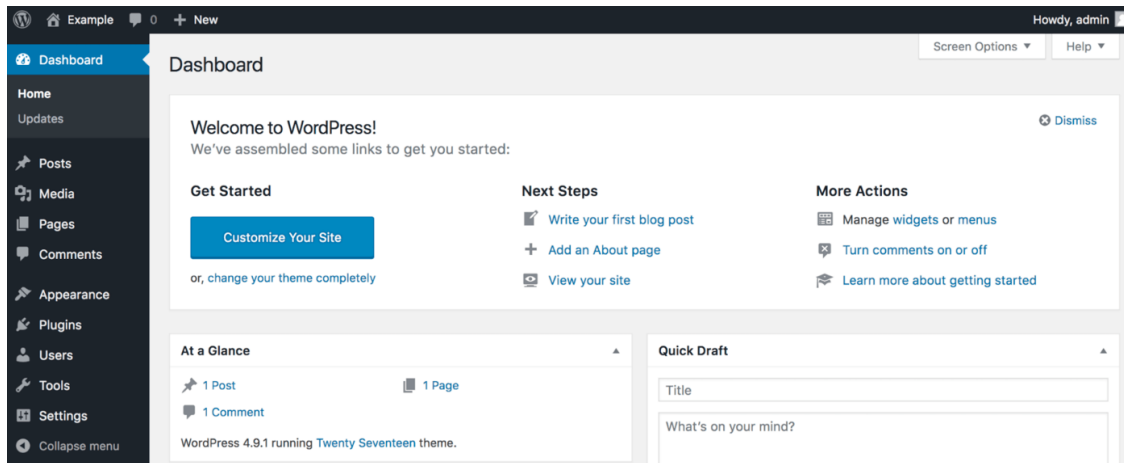 Example 0 New Howdy, admin
Screen Options Help
Dashboard
Home
Updates
Posts
Media
Pages
Comments
Appearance
Plugins
Users
Tools
Settings
Collapse menu
Dashboard
Welcome to WordPress!
Dismiss
We've assembled some links to get you started:
Get Started
Customize Your Site
or, change your theme completely
Next Steps
Write your first blog post
Add an About page
View your site
More Actions
Manage widgets or menus
Turn comments on or off
Learn more about getting started
At a Glance
1 Post 1 Page
1 Comment
WordPress 4.9.1 running Twenty Seventeen theme.
Quick Draft
Title
What's on your mind?